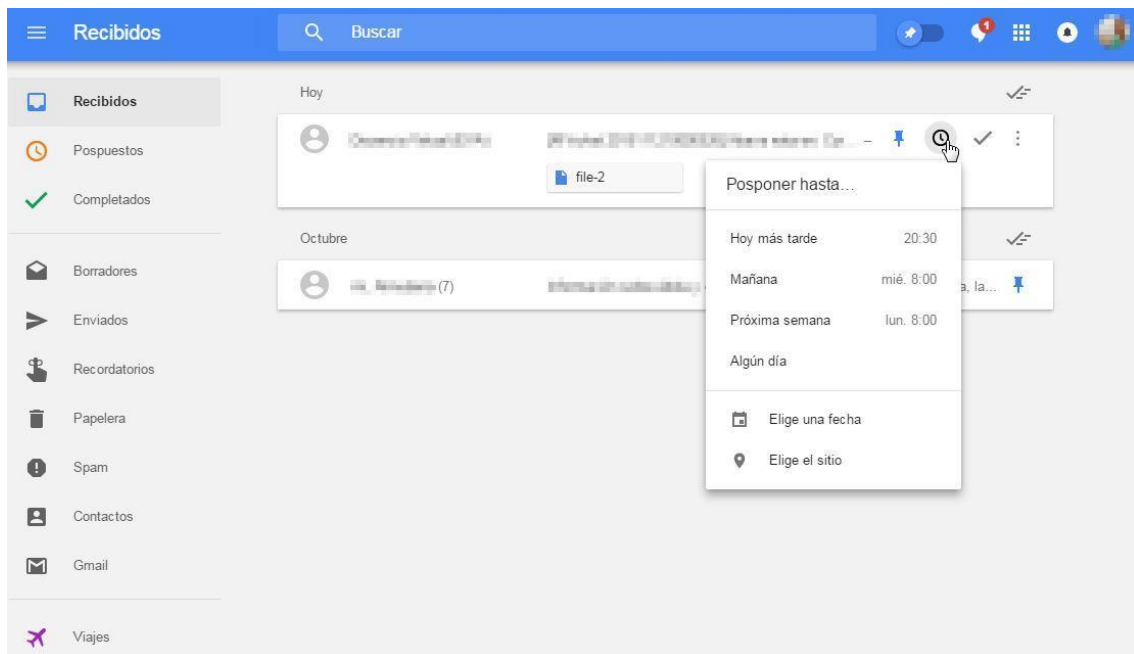 Recibidos
Buscar
1
Recibidos
Pospuestos
Completados
Borradores
Enviados
Recordatorios
Papelera
Spam
Contactos
Gmail
Viajes
Hoy
file-2
Octubre
(7)
a, la...
Posponer hasta...
Hoy más tarde 20:30
Mañana mié. 8:00
Próxima semana lun. 8:00
Algún día
Elige una fecha
Elige el sitio